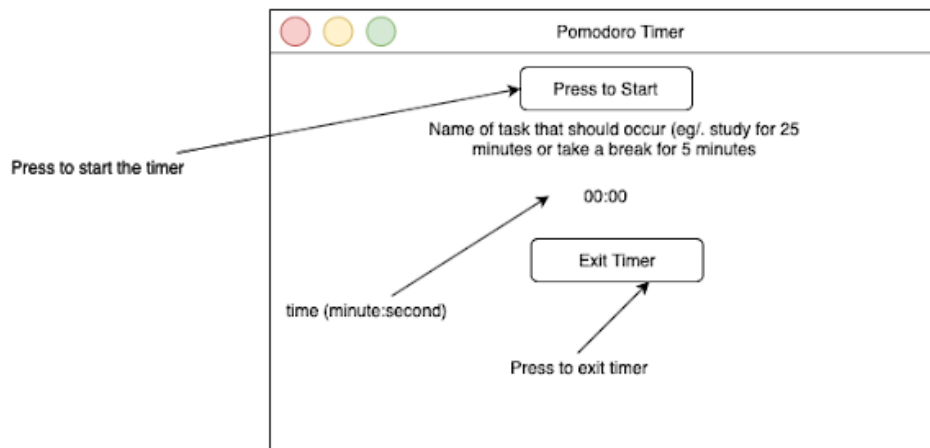 Pomodoro Timer
Press to Start
Name of task that should occur (eg/. study for 25
minutes or take a break for 5 minutes
Press to start the timer
00:00
Exit Timer
time (minute:second)
Press to exit timer